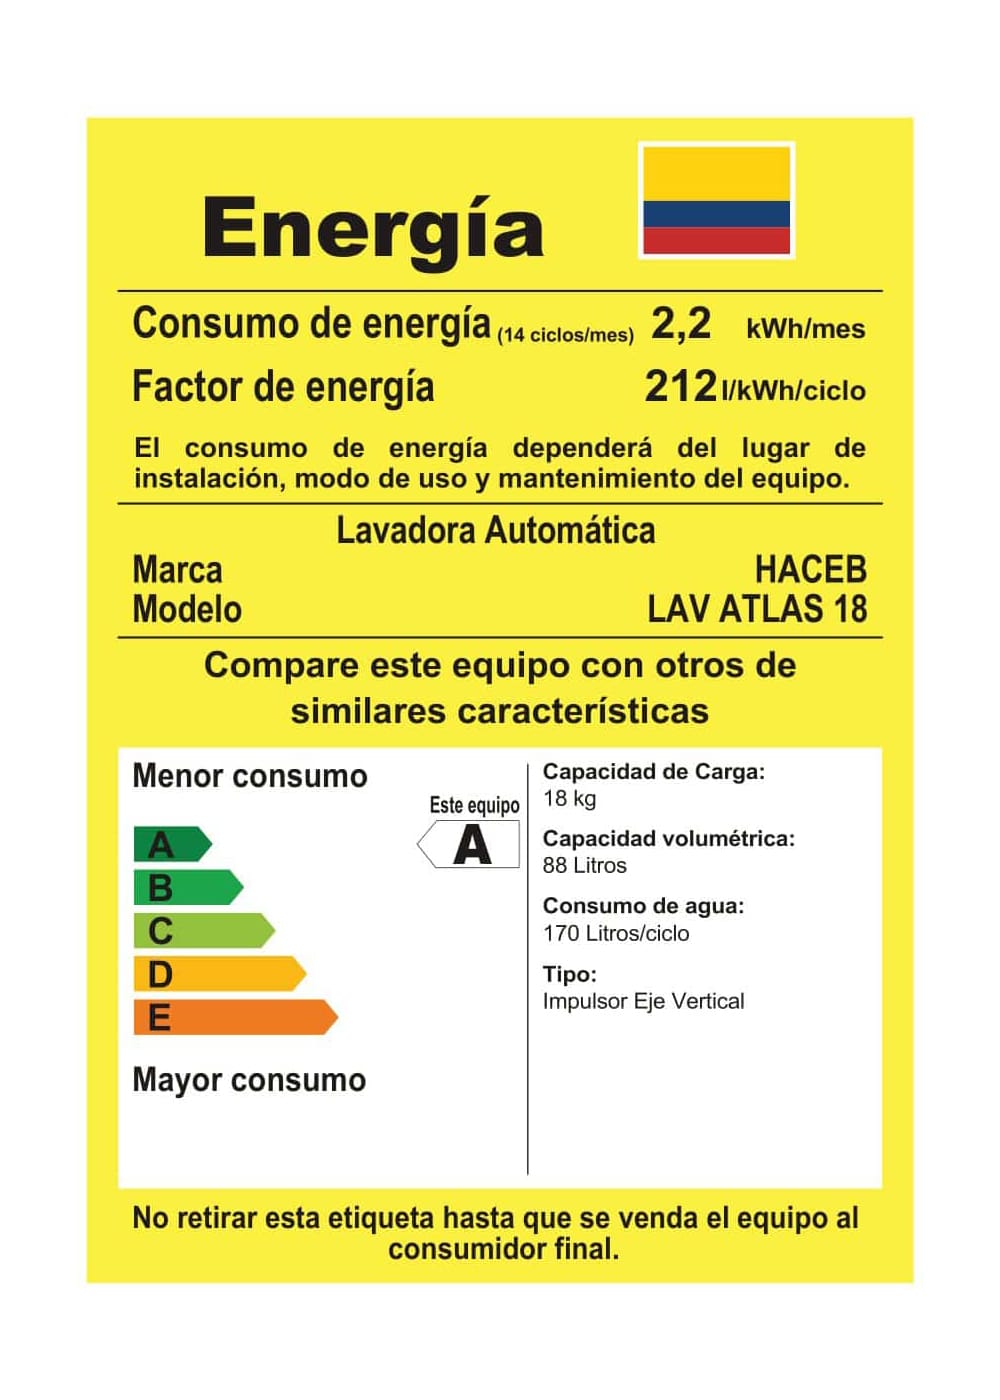 Energía
Consumo de energía (14 ciclos/mes) 2,2 kWh/mes
Factor de energía 212 l/kWh/ciclo
El consumo de energía dependerá del lugar de
instalación, modo de uso y mantenimiento del equipo.
Lavadora Automática
Marca HACEB
Modelo LAV ATLAS 18
Compare este equipo con otros de
similares características
Menor consumo
Este equipo
A
A
B
C
D
E
Mayor consumo
Capacidad de Carga:
18 kg
Capacidad volumétrica:
88 Litros
Consumo de agua:
170 Litros/ciclo
Tipo:
Impulsor Eje Vertical
No retirar esta etiqueta hasta que se venda el equipo al
consumidor final.